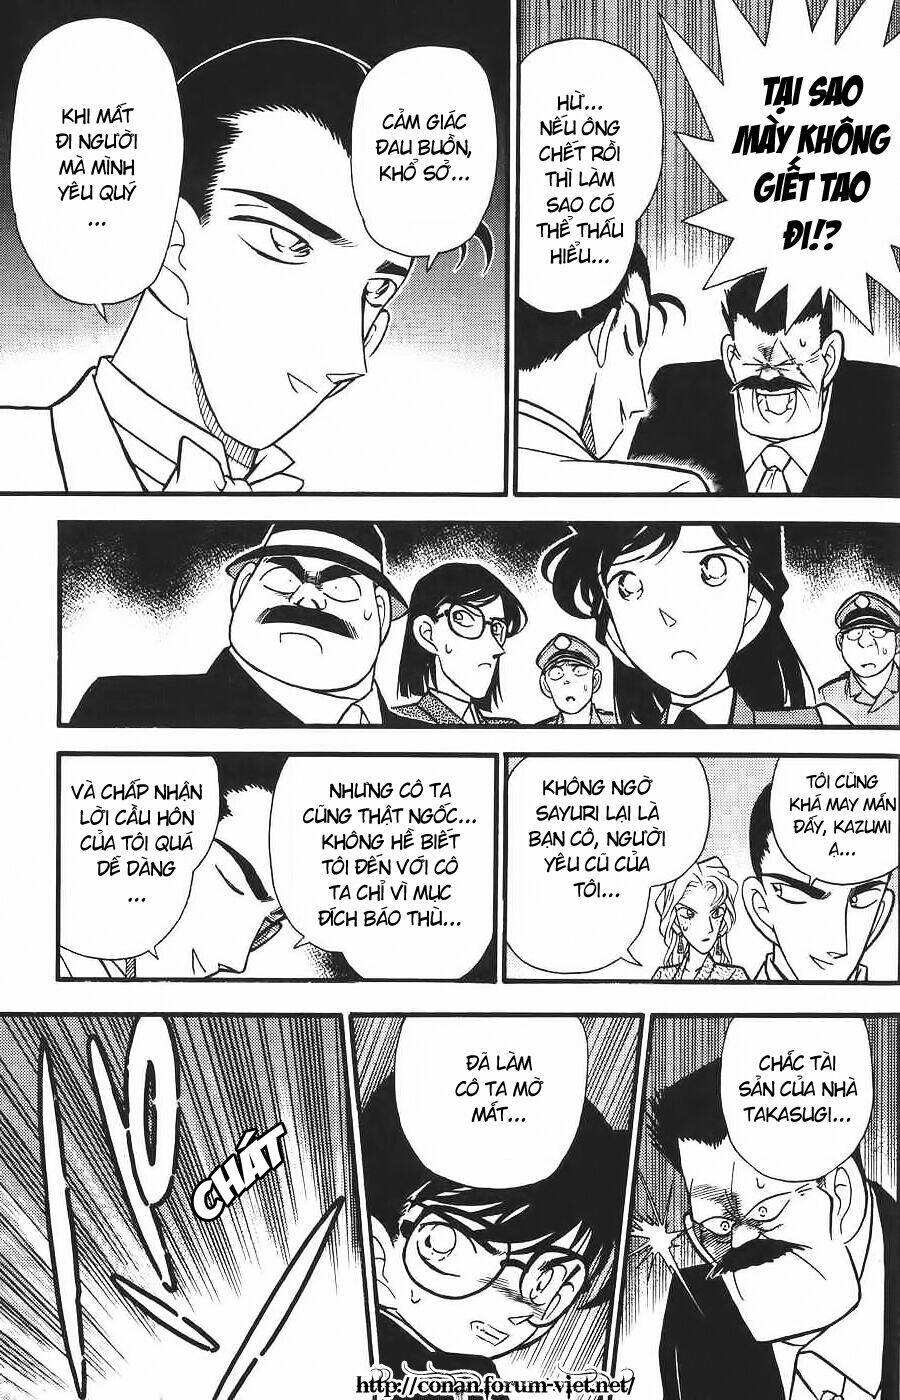 TẠI SAO
MÀY KHÔNG
GIẾT TAO
ĐI!?
HỪ...
NẾU ÔNG
CHẾT RỒI
THÌ LÀM
SAO CÓ
THỂ THẤU
HIỂU...
CẢM GIÁC
ĐAU BUỒN,
KHỔ SỞ...
KHI MẤT
ĐI NGƯỜI
MÀ MÌNH
YÊU QUÝ
...
TÔI CŨNG
KHÁ MAY MẮN
ĐẤY, KAZUMI
Ạ...
KHÔNG NGỜ
SAYURI LẠI LÀ
BẠN CÔ, NGƯỜI
YÊU CŨ CỦA
TÔI...
NHƯNG CÔ TA
CŨNG THẬT NGỐC...
KHÔNG HỀ BIẾT
TÔI ĐẾN VỚI CÔ
TA CHỈ VÌ MỤC
ĐÍCH BÁO THÙ...
VÀ CHẤP NHẬN
LỜI CẦU HÔN
CỦA TÔI QUÁ
DỄ DÀNG
...
CHẮC TÀI
SẢN CỦA NHÀ
TAKASUGI...
ĐÃ LÀM
CÔ TA MỜ
MẮT...
CHÁT
http://conan.forum-viet.net/